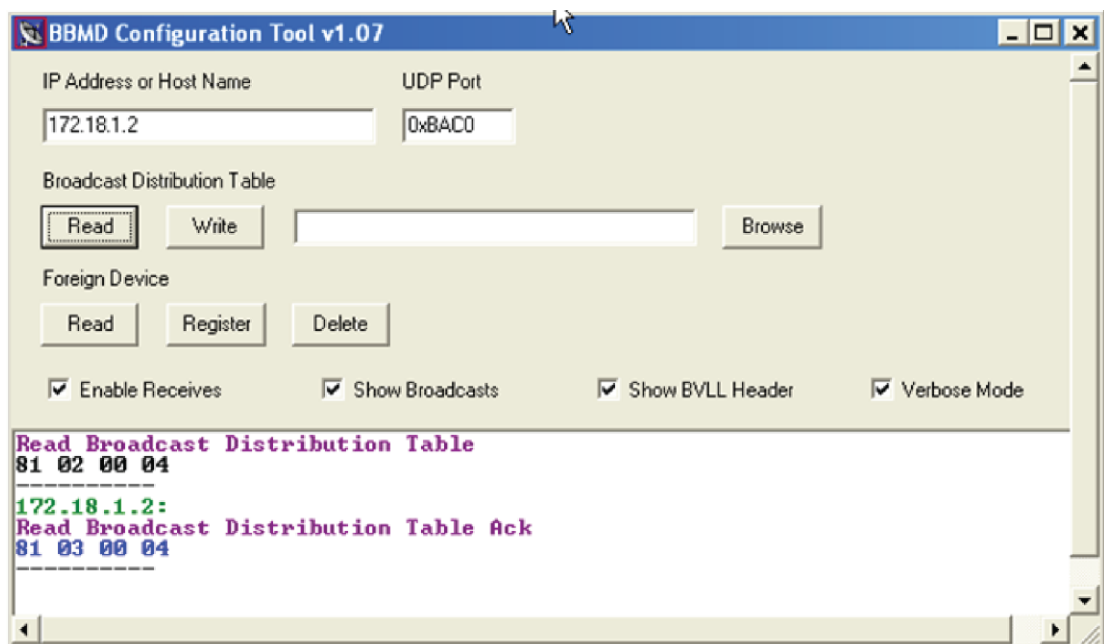 BBMD Configuration Tool v1.07
IP Address or Host Name UDP Port
172.18.1.2 0xBAC0
Broadcast Distribution Table
Read Write Browse
Foreign Device
Read Register Delete
Enable Receives Show Broadcasts Show BVLL Header Verbose Mode
Read Broadcast Distribution Table
81 02 00 04
----------
172.18.1.2:
Read Broadcast Distribution Table Ack
81 03 00 04
----------